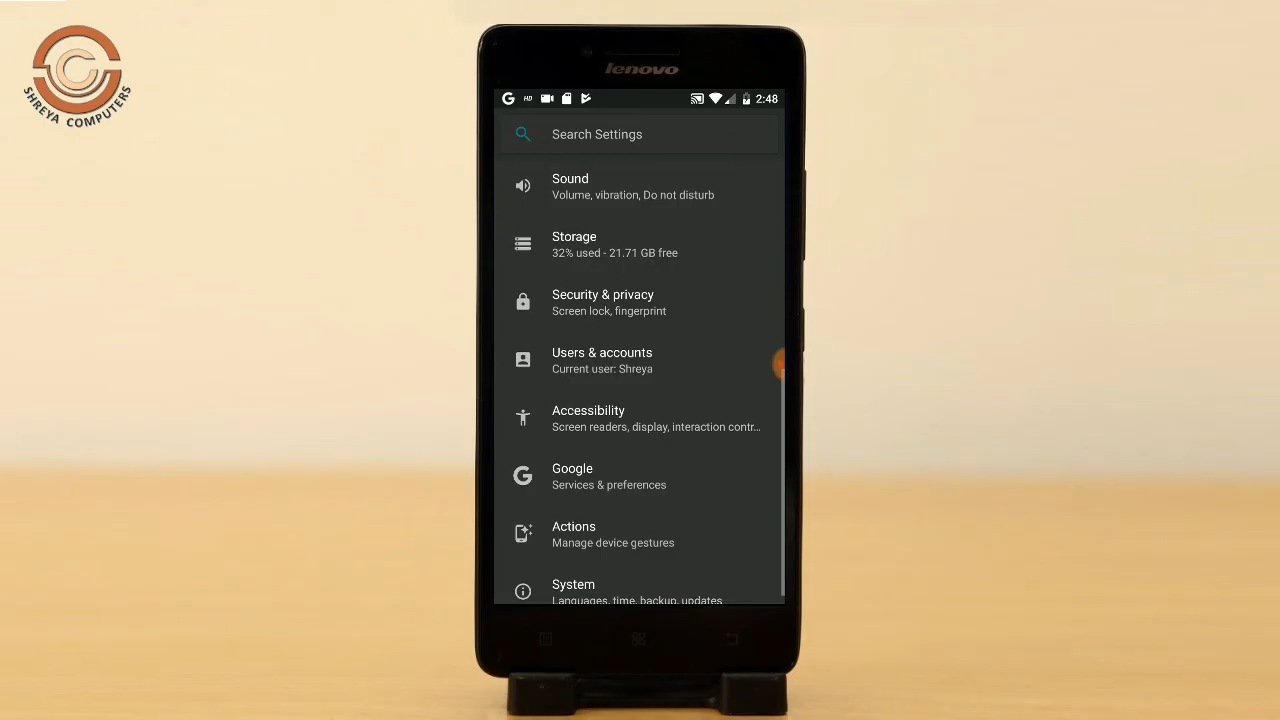 SHREYA COMPUTERS
lenovo
HD
2:48
Search Settings
Sound
Volume, vibration, Do not disturb
Storage
32% used - 21.71 GB free
Security & privacy
Screen lock, fingerprint
Users & accounts
Current user: Shreya
Accessibility
Screen readers, display, interaction contr...
Google
Services & preferences
Actions
Manage device gestures
System
Languages, time, backup, updates